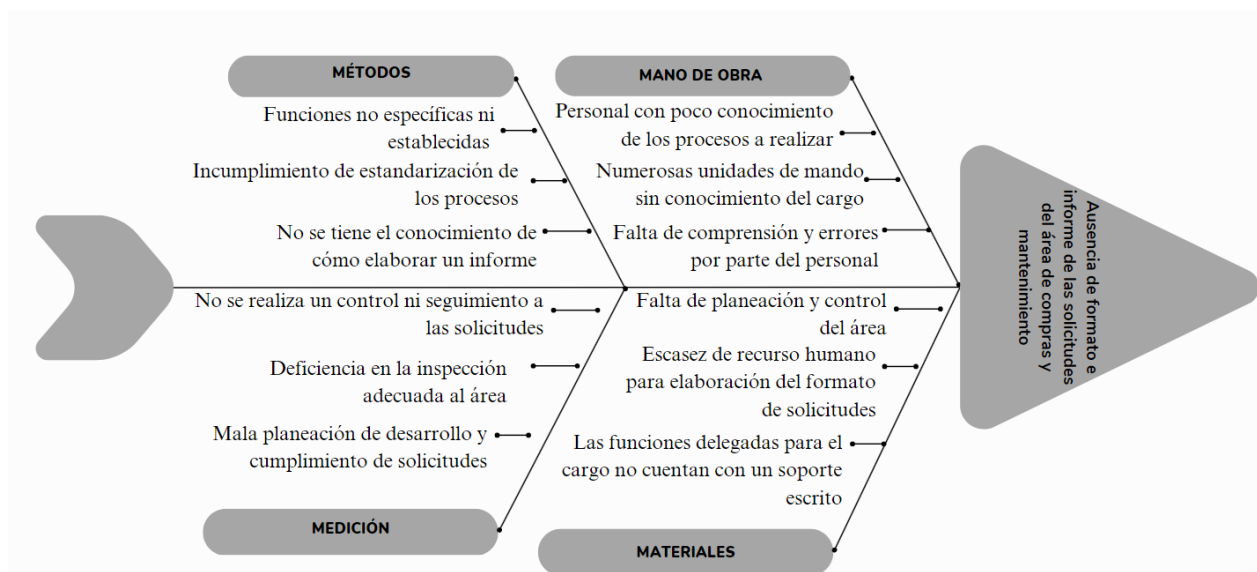 MÉTODOS
Funciones no específicas ni
establecidas
Incumplimiento de estandarización de
los procesos
No se tiene el conocimiento de
cómo elaborar un informe
MANO DE OBRA
Personal con poco conocimiento
de los procesos a realizar
Numerosas unidades de mando
sin conocimiento del cargo
Falta de comprensión y errores
por parte del personal
No se realiza un control ni seguimiento a
las solicitudes
Deficiencia en la inspección
adecuada al área
Mala planeación de desarrollo y
cumplimiento de solicitudes
MEDICIÓN
Falta de planeación y control
del área
Escasez de recurso humano
para elaboración del formato
de solicitudes
Las funciones delegadas para el
cargo no cuentan con un soporte
escrito
MATERIALES
Ausencia de formato e
informe de las solicitudes
del área de compras y
mantenimiento